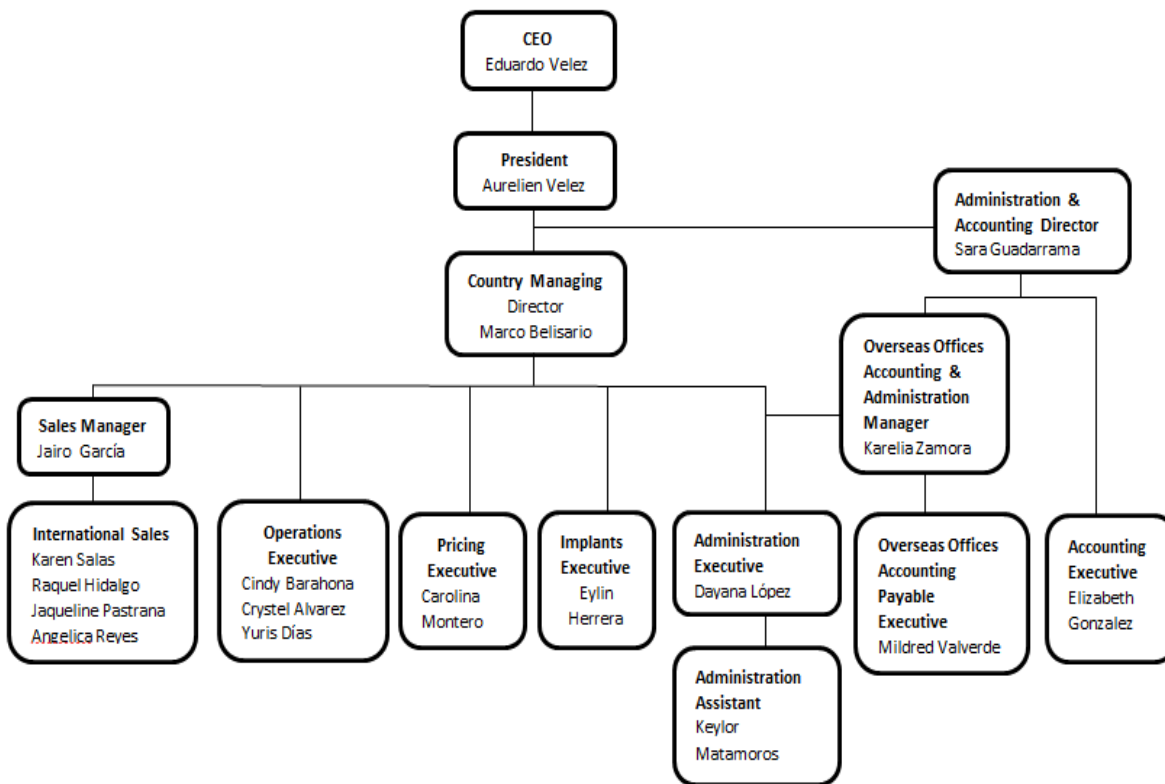 CEO
Eduardo Velez
President
Aurelien Velez
Administration &
Accounting Director
Sara Guadarrama
Country Managing
Director
Marco Belisario
Overseas Offices
Accounting &
Administration
Manager
Karelia Zamora
Sales Manager
Jairo García
International Sales
Karen Salas
Raquel Hidalgo
Jaqueline Pastrana
Angelica Reyes
Operations
Executive
Cindy Barahona
Crystel Alvarez
Yuris Días
Pricing
Executive
Carolina
Montero
Implants
Executive
Eylin
Herrera
Administration
Executive
Dayana López
Overseas Offices
Accounting
Payable
Executive
Mildred Valverde
Accounting
Executive
Elizabeth
Gonzalez
Administration
Assistant
Keylor
Matamoros